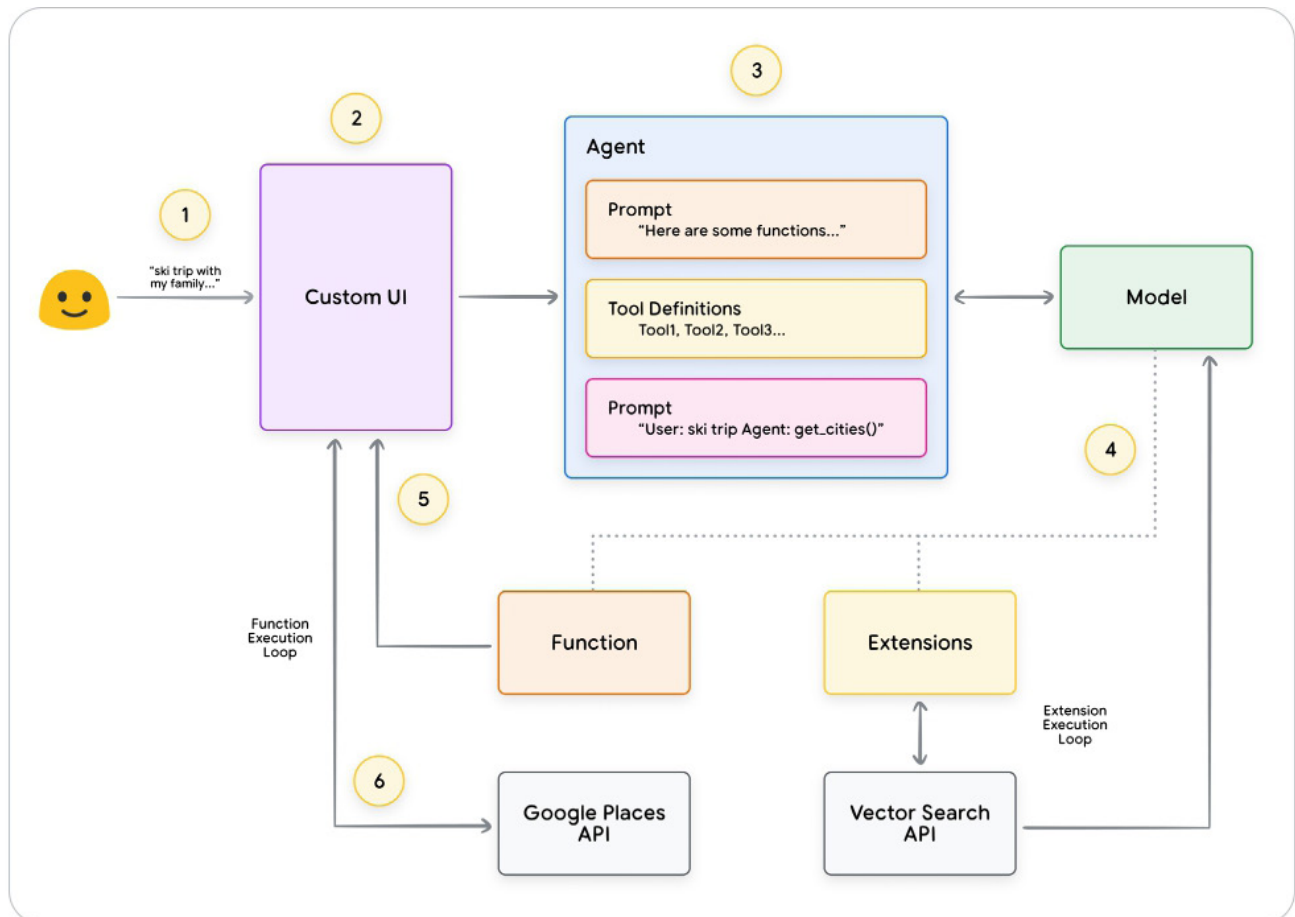 3
2
Agent
1
Prompt
“Here are some functions...”
“ski trip with
my family...”
Custom UI
Tool Definitions
Tool1, Tool2, Tool3...
Model
Prompt
“User: ski trip Agent: get_cities()”
4
5
Function
Execution
Loop
Function
Extensions
Extension
Execution
Loop
6
Google Places
API
Vector Search
API